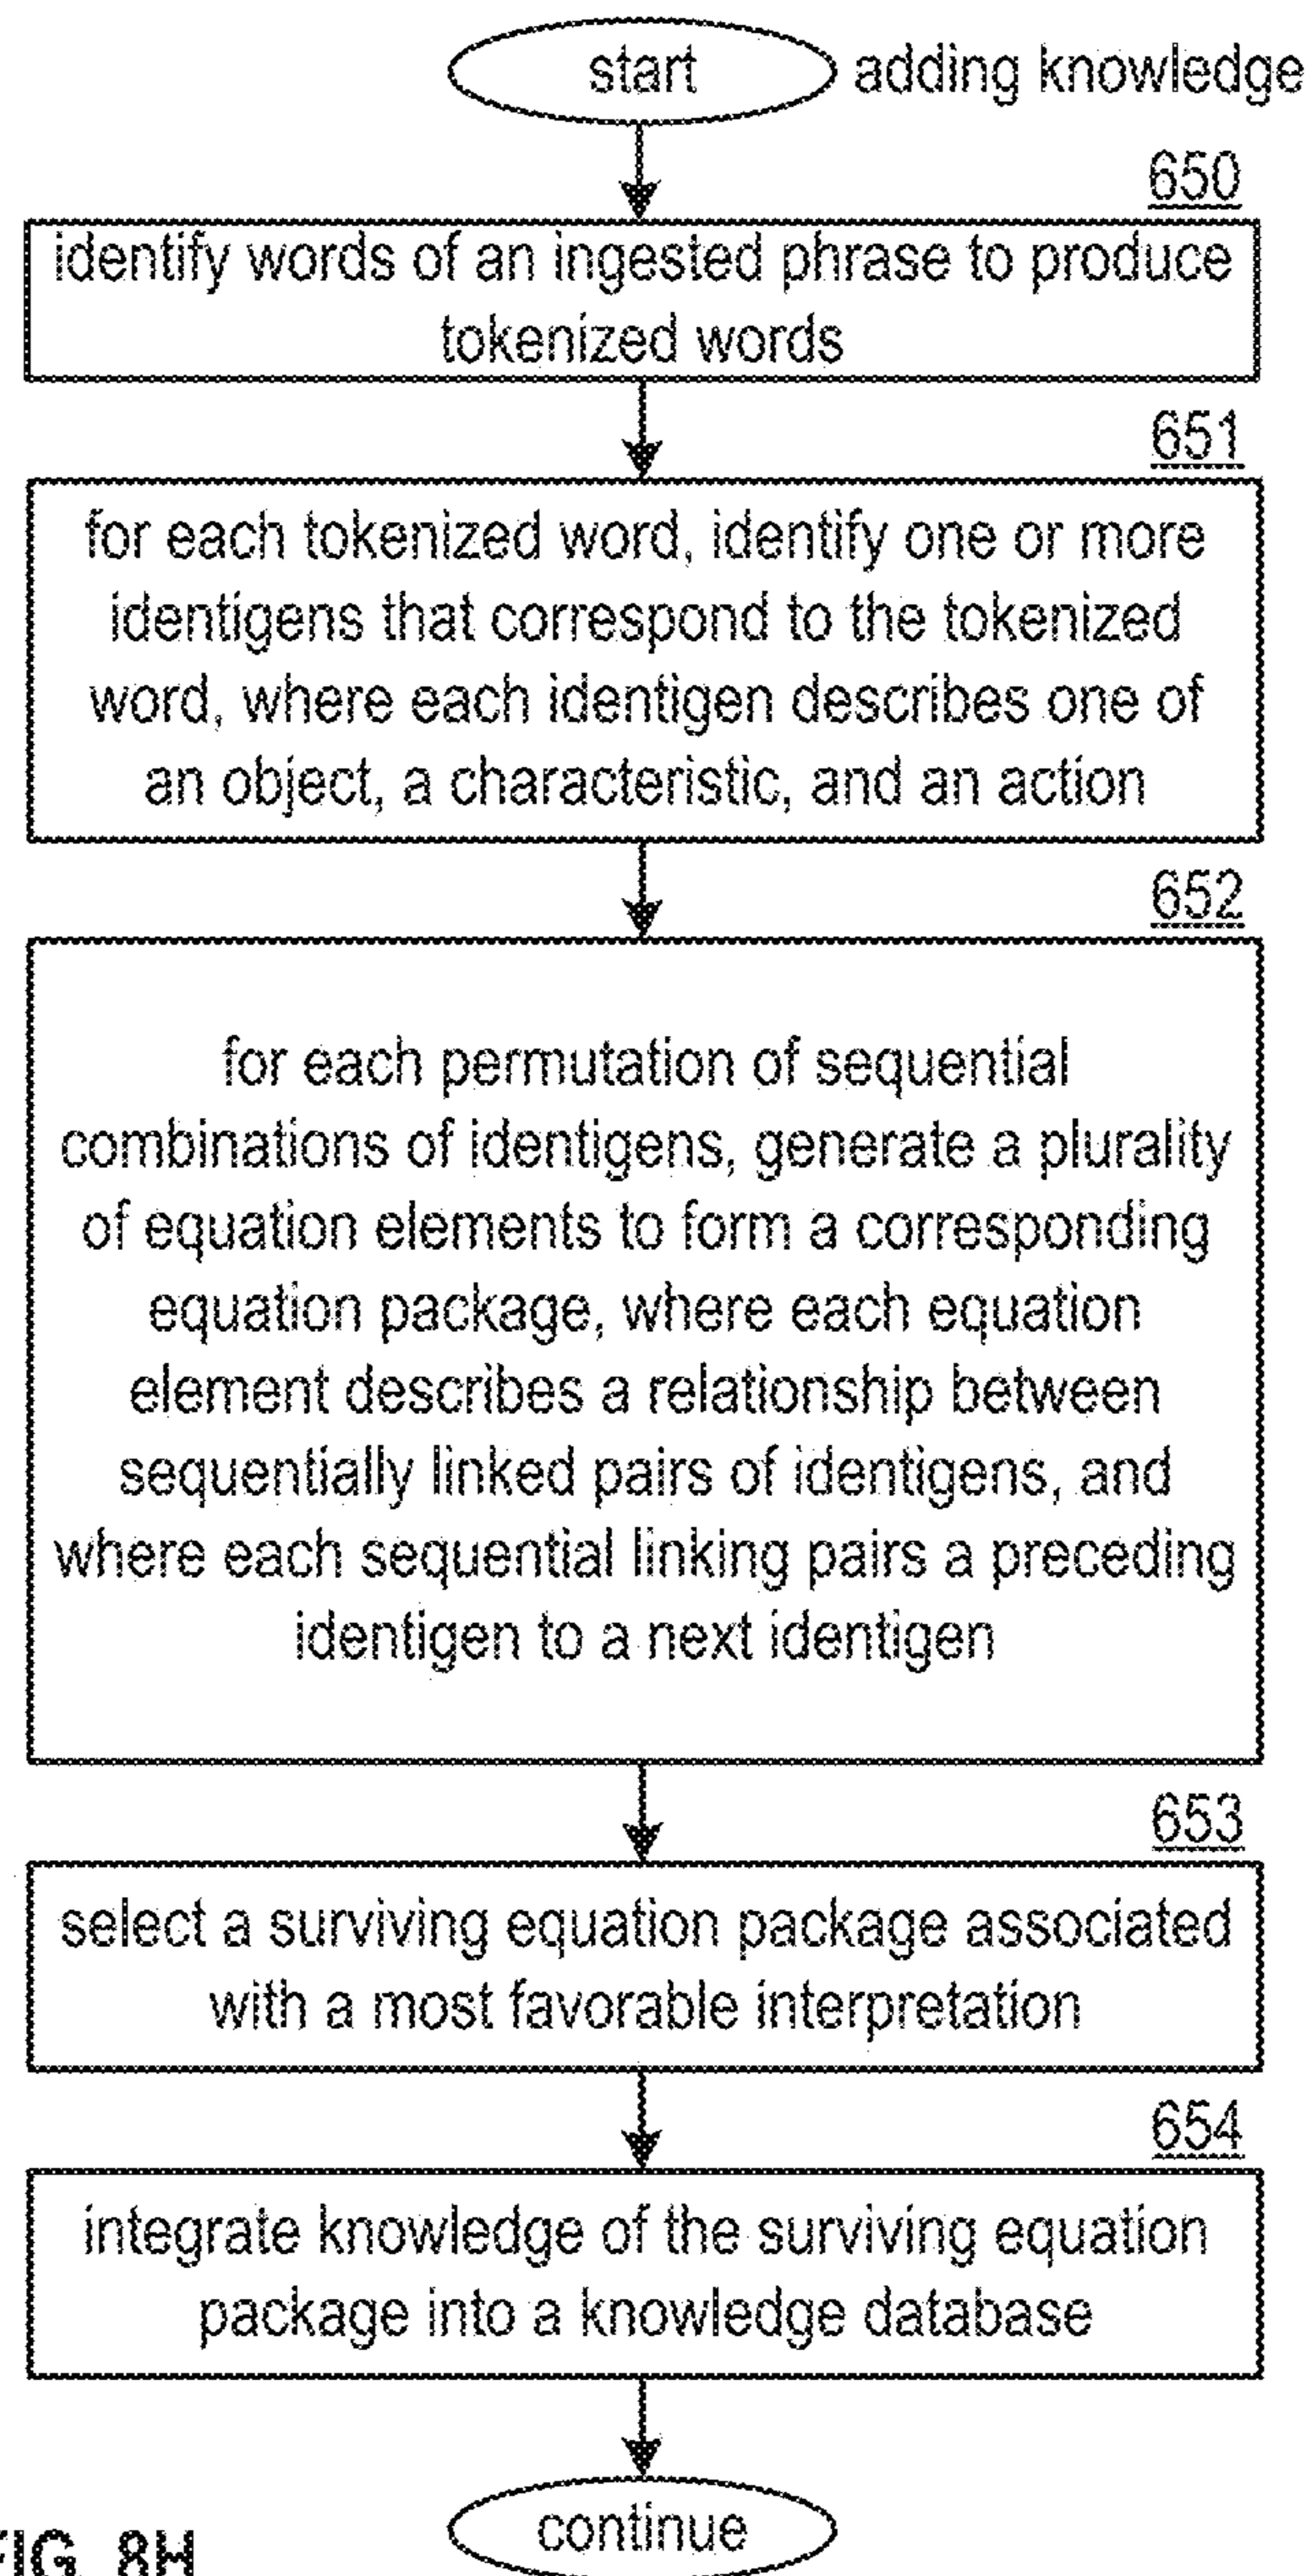 start
adding knowledge
650
identify words of an ingested phrase to produce
tokenized words
651
for each tokenized word, identify one or more
identigens that correspond to the tokenized
word, where each identigen describes one of
an object, a characteristic, and an action
652
for each permutation of sequential
combinations of identigens, generate a plurality
of equation elements to form a corresponding
equation package, where each equation
element describes a relationship between
sequentially linked pairs of identigens, and
where each sequential linking pairs a preceding
identigen to a next identigen
653
select a surviving equation package associated
with a most favorable interpretation
654
integrate knowledge of the surviving equation
package into a knowledge database
continue
FIG. 8H